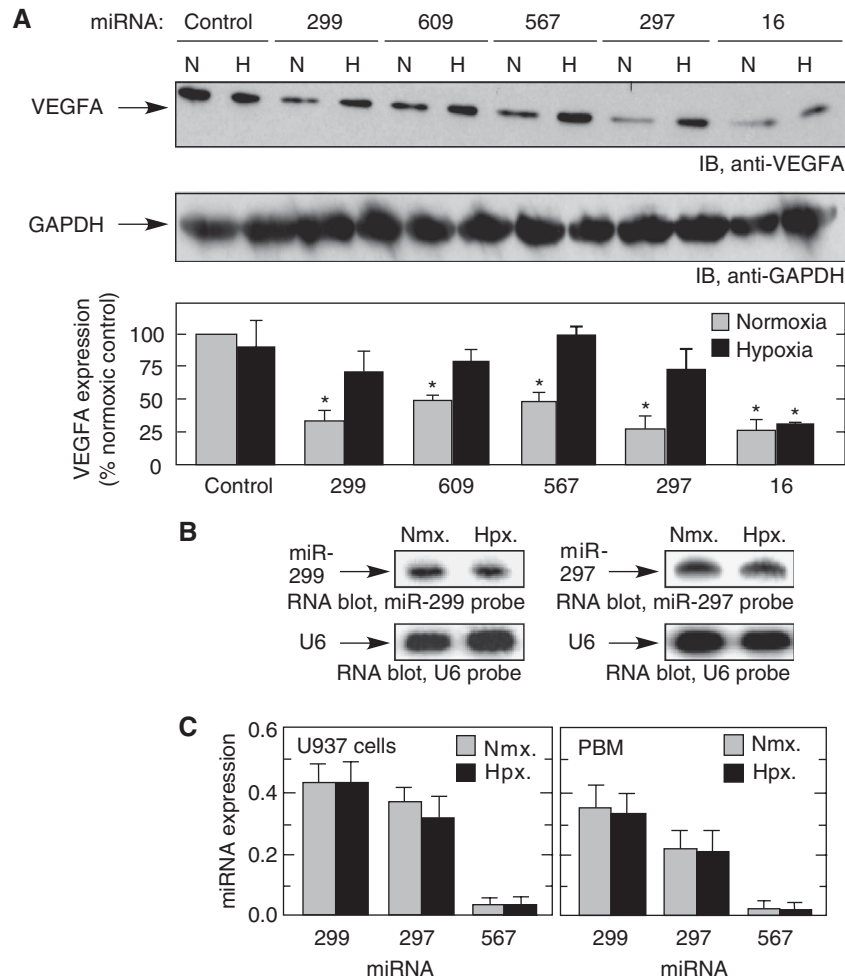 A miRNA: Control 299 609 567 297 16
N H N H N H N H N H N H
VEGFA
IB, anti-VEGFA
GAPDH
IB, anti-GAPDH
VEGFA expression
(% normoxic control)
100
75
50
25
0
Normoxia
Hypoxia
* * * * * *
Control 299 609 567 297 16
B
Nmx. Hpx.
miR-
299
RNA blot, miR-299 probe
U6
RNA blot, U6 probe
Nmx. Hpx.
miR-
297
RNA blot, miR-297 probe
U6
RNA blot, U6 probe
C
miRNA expression
0.6
0.4
0.2
0.0
U937 cells
Nmx.
Hpx.
299 297 567
miRNA
PBM
Nmx.
Hpx.
299 297 567
miRNA